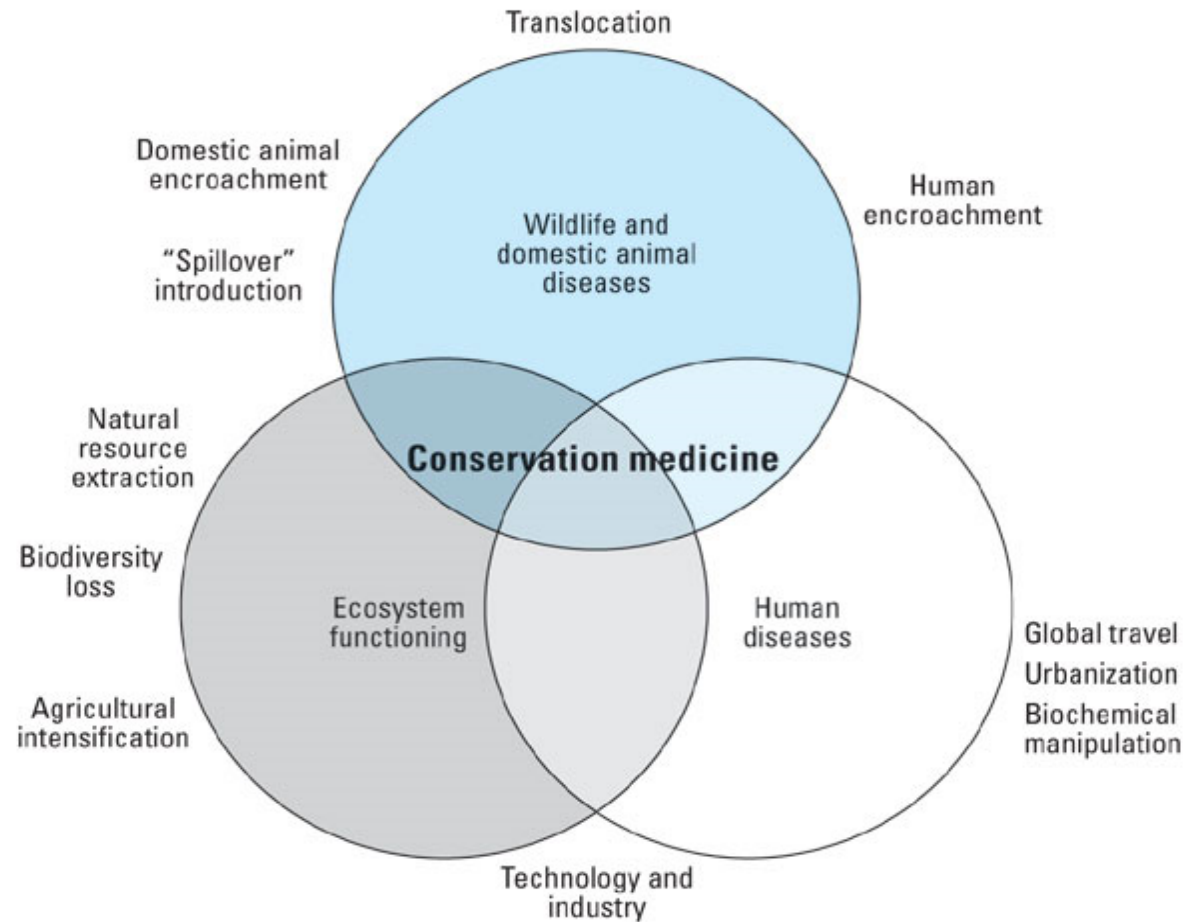 Translocation
Domestic animal
encroachment
Human
encroachment
Wildlife and
domestic animal
diseases
“Spillover”
introduction
Natural
resource
extraction
Conservation medicine
Biodiversity
loss
Ecosystem
functioning
Human
diseases
Global travel
Urbanization
Biochemical
manipulation
Agricultural
intensification
Technology and
industry